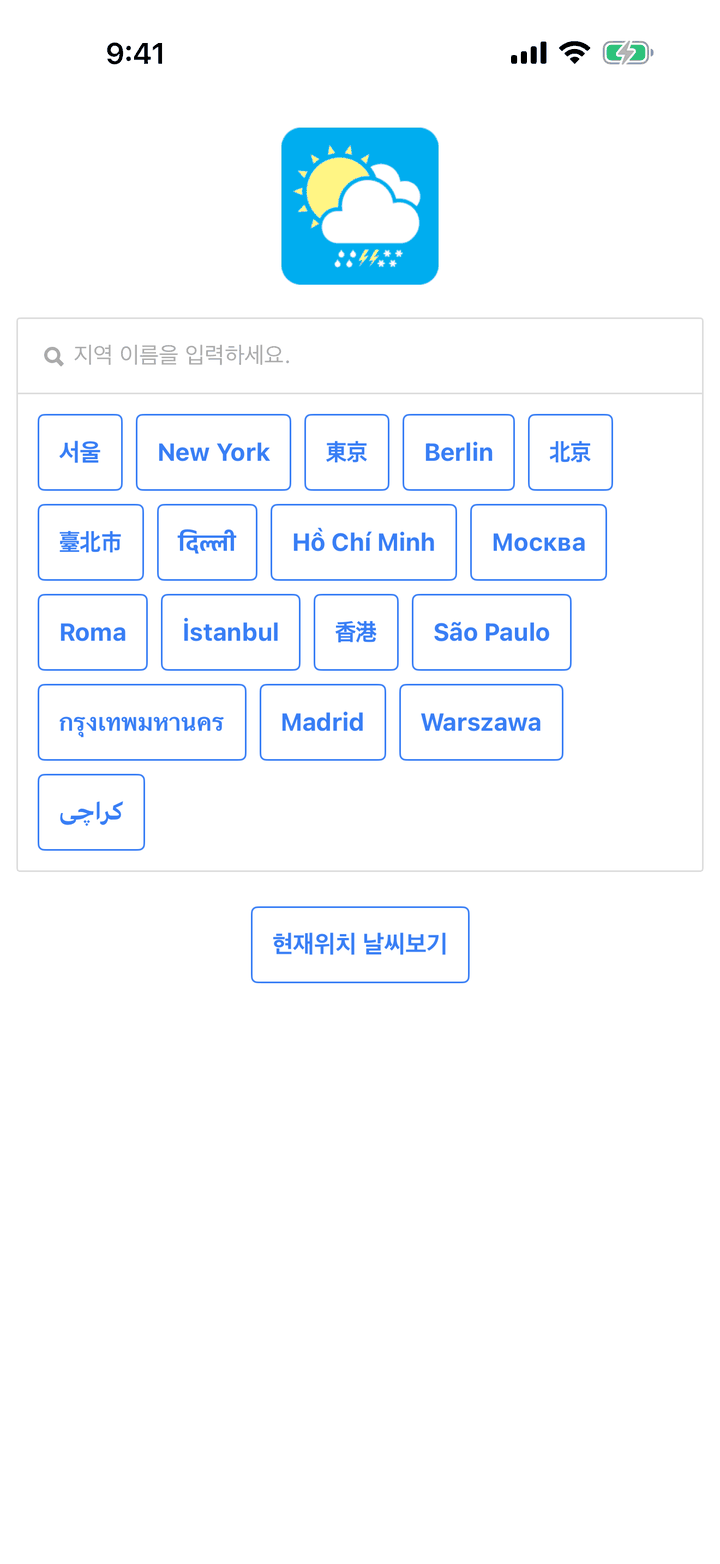 9:41
지역 이름을 입력하세요.
서울 New York 東京 Berlin 北京
臺北市 दिल्ली Hồ Chí Minh Москва
Roma İstanbul 香港 São Paulo
กรุงเทพมหานคร Madrid Warszawa
کراچی
현재위치 날씨보기